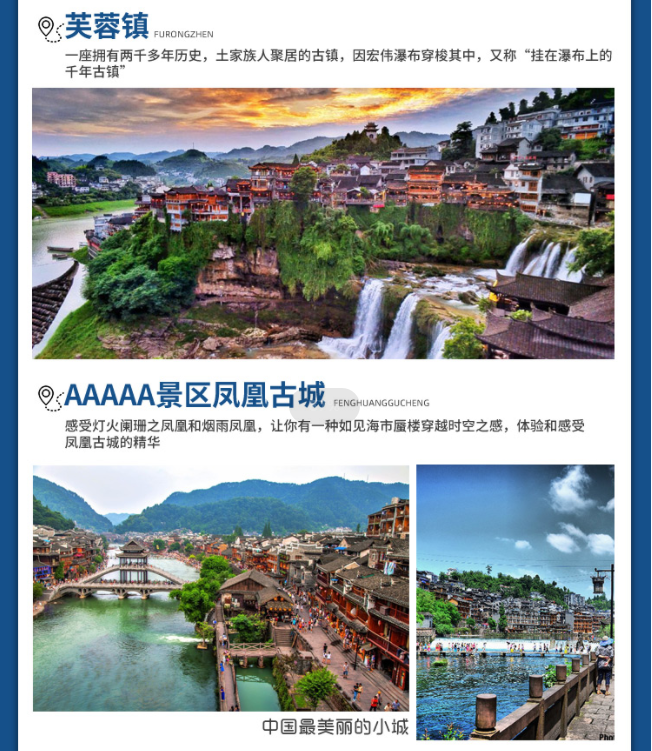 芙蓉镇 FURONGZHEN
一座拥有两千多年历史，土家族人聚居的古镇，因宏伟瀑布穿梭其中，又称“挂在瀑布上的
千年古镇”
AAAAA景区凤凰古城 FENGHUANGGUCHENG
感受灯火阑珊之凤凰和烟雨凤凰，让你有一种如见海市蜃楼穿越时空之感，体验和感受
凤凰古城的精华
中国最美丽的小城
Pho